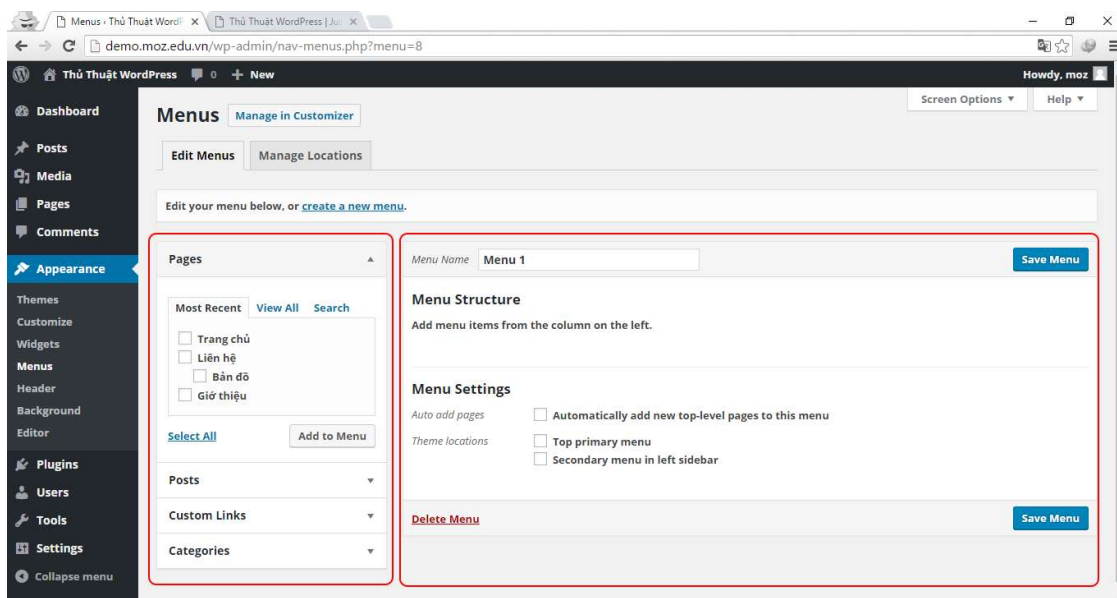 Menus ‹ Thủ Thuật Word
Thủ Thuật WordPress | Ju
demo.moz.edu.vn/wp-admin/nav-menus.php?menu=8
Thủ Thuật WordPress 0 + New Howdy, moz
Screen Options ▼ Help ▼
Dashboard
Posts
Media
Pages
Comments
Appearance
Themes
Customize
Widgets
Menus
Header
Background
Editor
Plugins
Users
Tools
Settings
Collapse menu
Menus Manage in Customizer
Edit Menus Manage Locations
Edit your menu below, or create a new menu.
Pages
Most Recent View All Search
Trang chủ
Liên hệ
Bản đồ
Giớ thiệu
Select All Add to Menu
Posts
Custom Links
Categories
Menu Name Menu 1 Save Menu
Menu Structure
Add menu items from the column on the left.
Menu Settings
Auto add pages Automatically add new top-level pages to this menu
Theme locations Top primary menu
Secondary menu in left sidebar
Delete Menu Save Menu